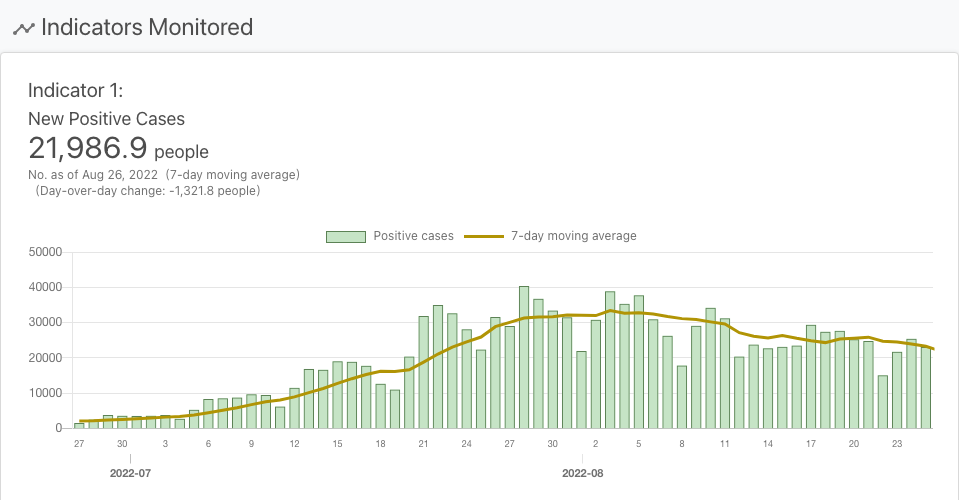 Indicators Monitored
Indicator 1:
New Positive Cases
21,986.9 people
No. as of Aug 26, 2022 (7-day moving average)
(Day-over-day change: -1,321.8 people)
Positive cases 7-day moving average
50000
40000
30000
20000
10000
0
27 30 3 6 9 12 15 18 21 24 27 30 2 5 8 11 14 17 20 23
2022-07 2022-08